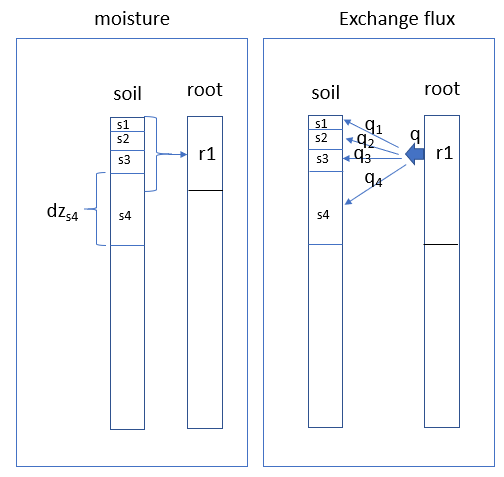 moisture
soil
root
s1
s2
s3
s4
r1
dzs4
Exchange flux
soil
root
s1
s2
s3
s4
q1
q2
q3
q4
q
r1